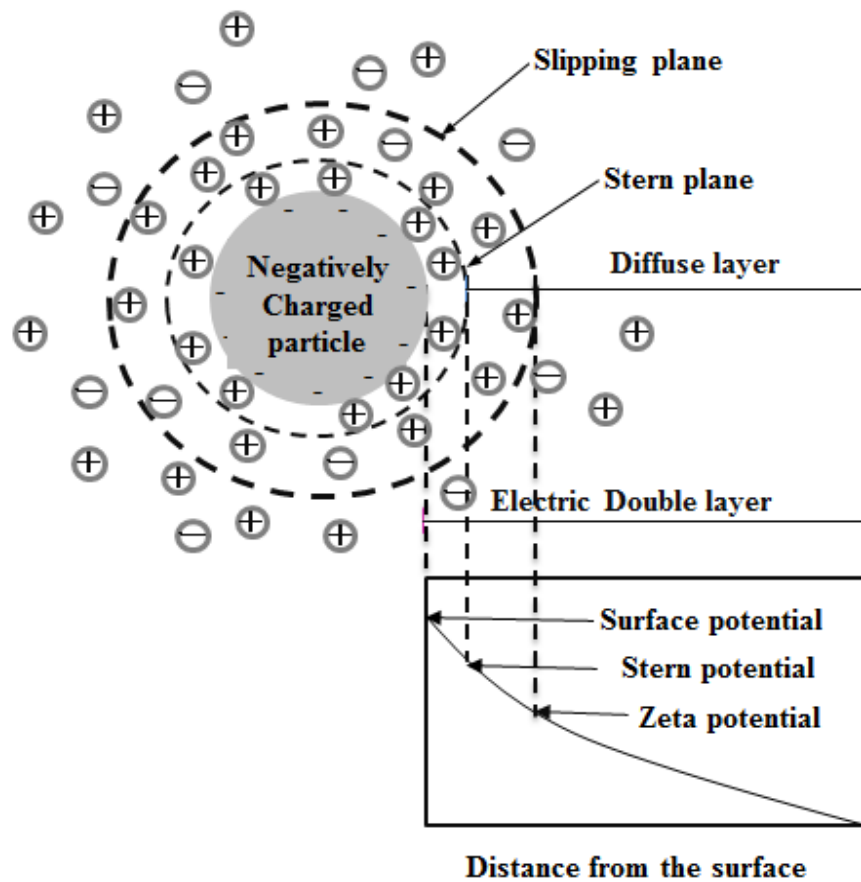 Slipping plane
Stern plane
Negatively
Charged
particle
Diffuse layer
Electric Double layer
Surface potential
Stern potential
Zeta potential
Distance from the surface